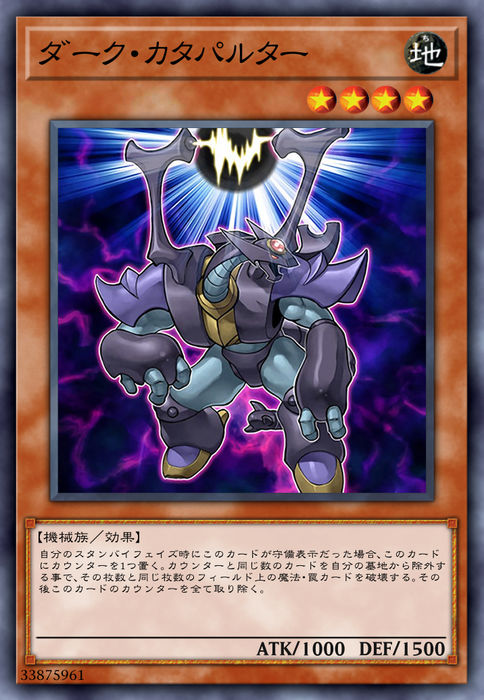 ダーク・カタパルター
ち
地
【機械族/効果】
自分のスタンバイフェイズ時にこのカードが守備表示だった場合、このカード
にカウンターを1つ置く。カウンターと同じ数のカードを自分の墓地から除外す
る事で、その枚数と同じ枚数のフィールド上の魔法・罠カードを破壊する。その
後このカードのカウンターを全て取り除く。
ATK/1000 DEF/1500
33875961